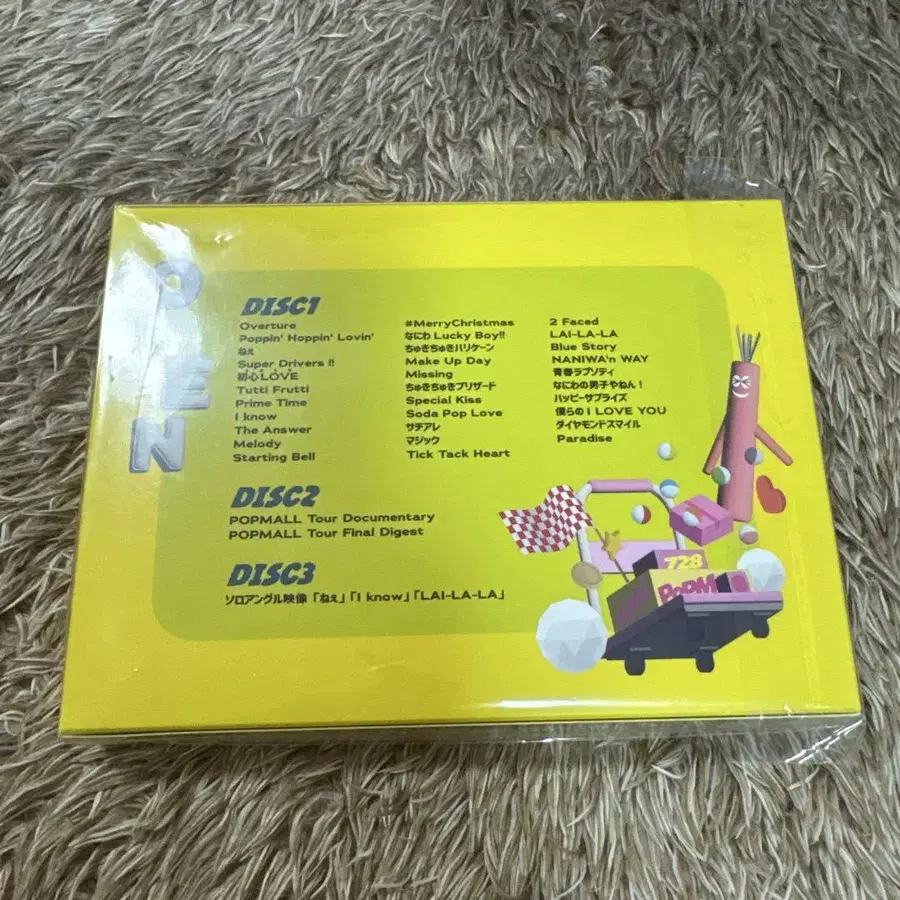 OPEN
DISC1
Overture
Poppin' Hoppin' Lovin'
ねぇ
Super Drivers !!
初心LOVE
Tutti Frutti
Prime Time
I know
The Answer
Melody
Starting Bell
#MerryChristmas
なにわ Lucky Boy!!
ちゅきちゅきハリケーン
Make Up Day
Missing
ちゅきちゅきブリザード
Special Kiss
Soda Pop Love
サチアレ
マジック
Tick Tack Heart
2 Faced
LAI-LA-LA
Blue Story
NANIWA'n WAY
青春ラプソディ
なにわの男子やねん！
ハッピーサプライズ
僕らの I LOVE YOU
ダイヤモンドスマイル
Paradise
DISC2
POPMALL Tour Documentary
POPMALL Tour Final Digest
DISC3
ソロアングル映像「ねぇ」「I know」「LAI-LA-LA」
728